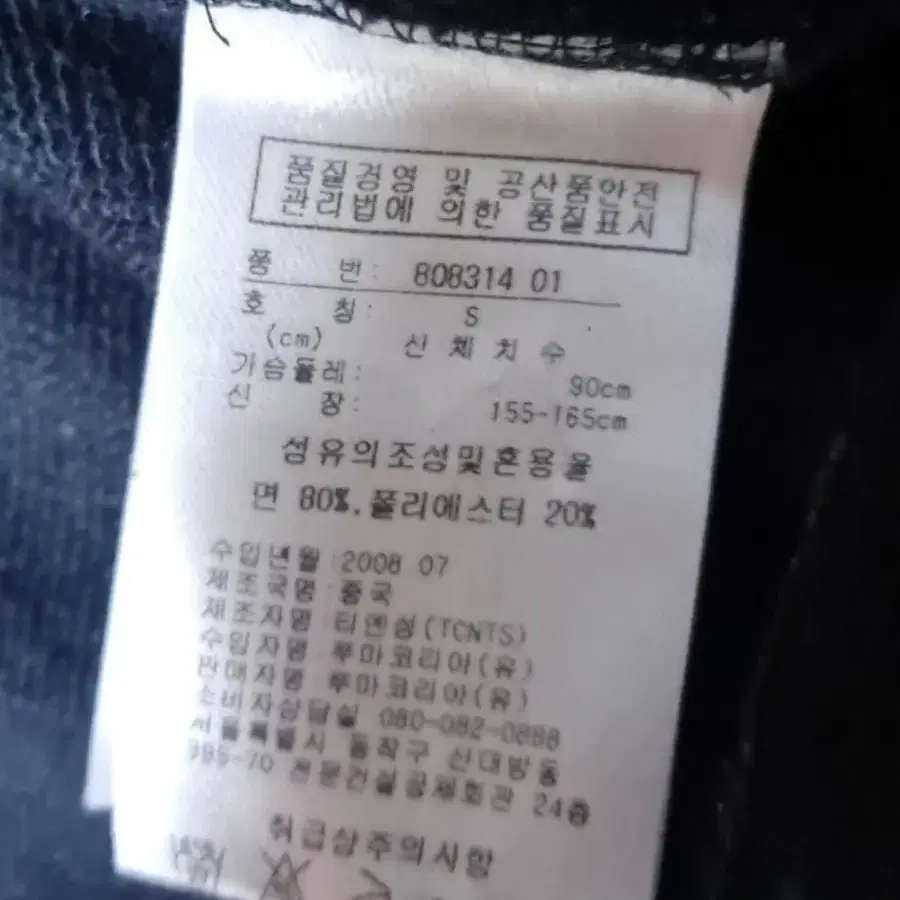 품질경영 및 공산품안전
관리법에 의한 품질표시
품 번: 808314 01
호 칭: S
(cm) 신 체 치 수
가슴둘레: 90cm
신 장: 155-165cm
섬유의조성및혼용율
면 80%.폴리에스터 20%
수입년월:2008.07
제조국명:중국
제조자명:티엔성(TCNTS)
수입자명:푸마코리아(유)
판매자명:푸마코리아(유)
소비자상담실 080-082-0888
서울특별시 동작구 신대방동
395-70 전문건설공제회관 24층
취급상주의사항